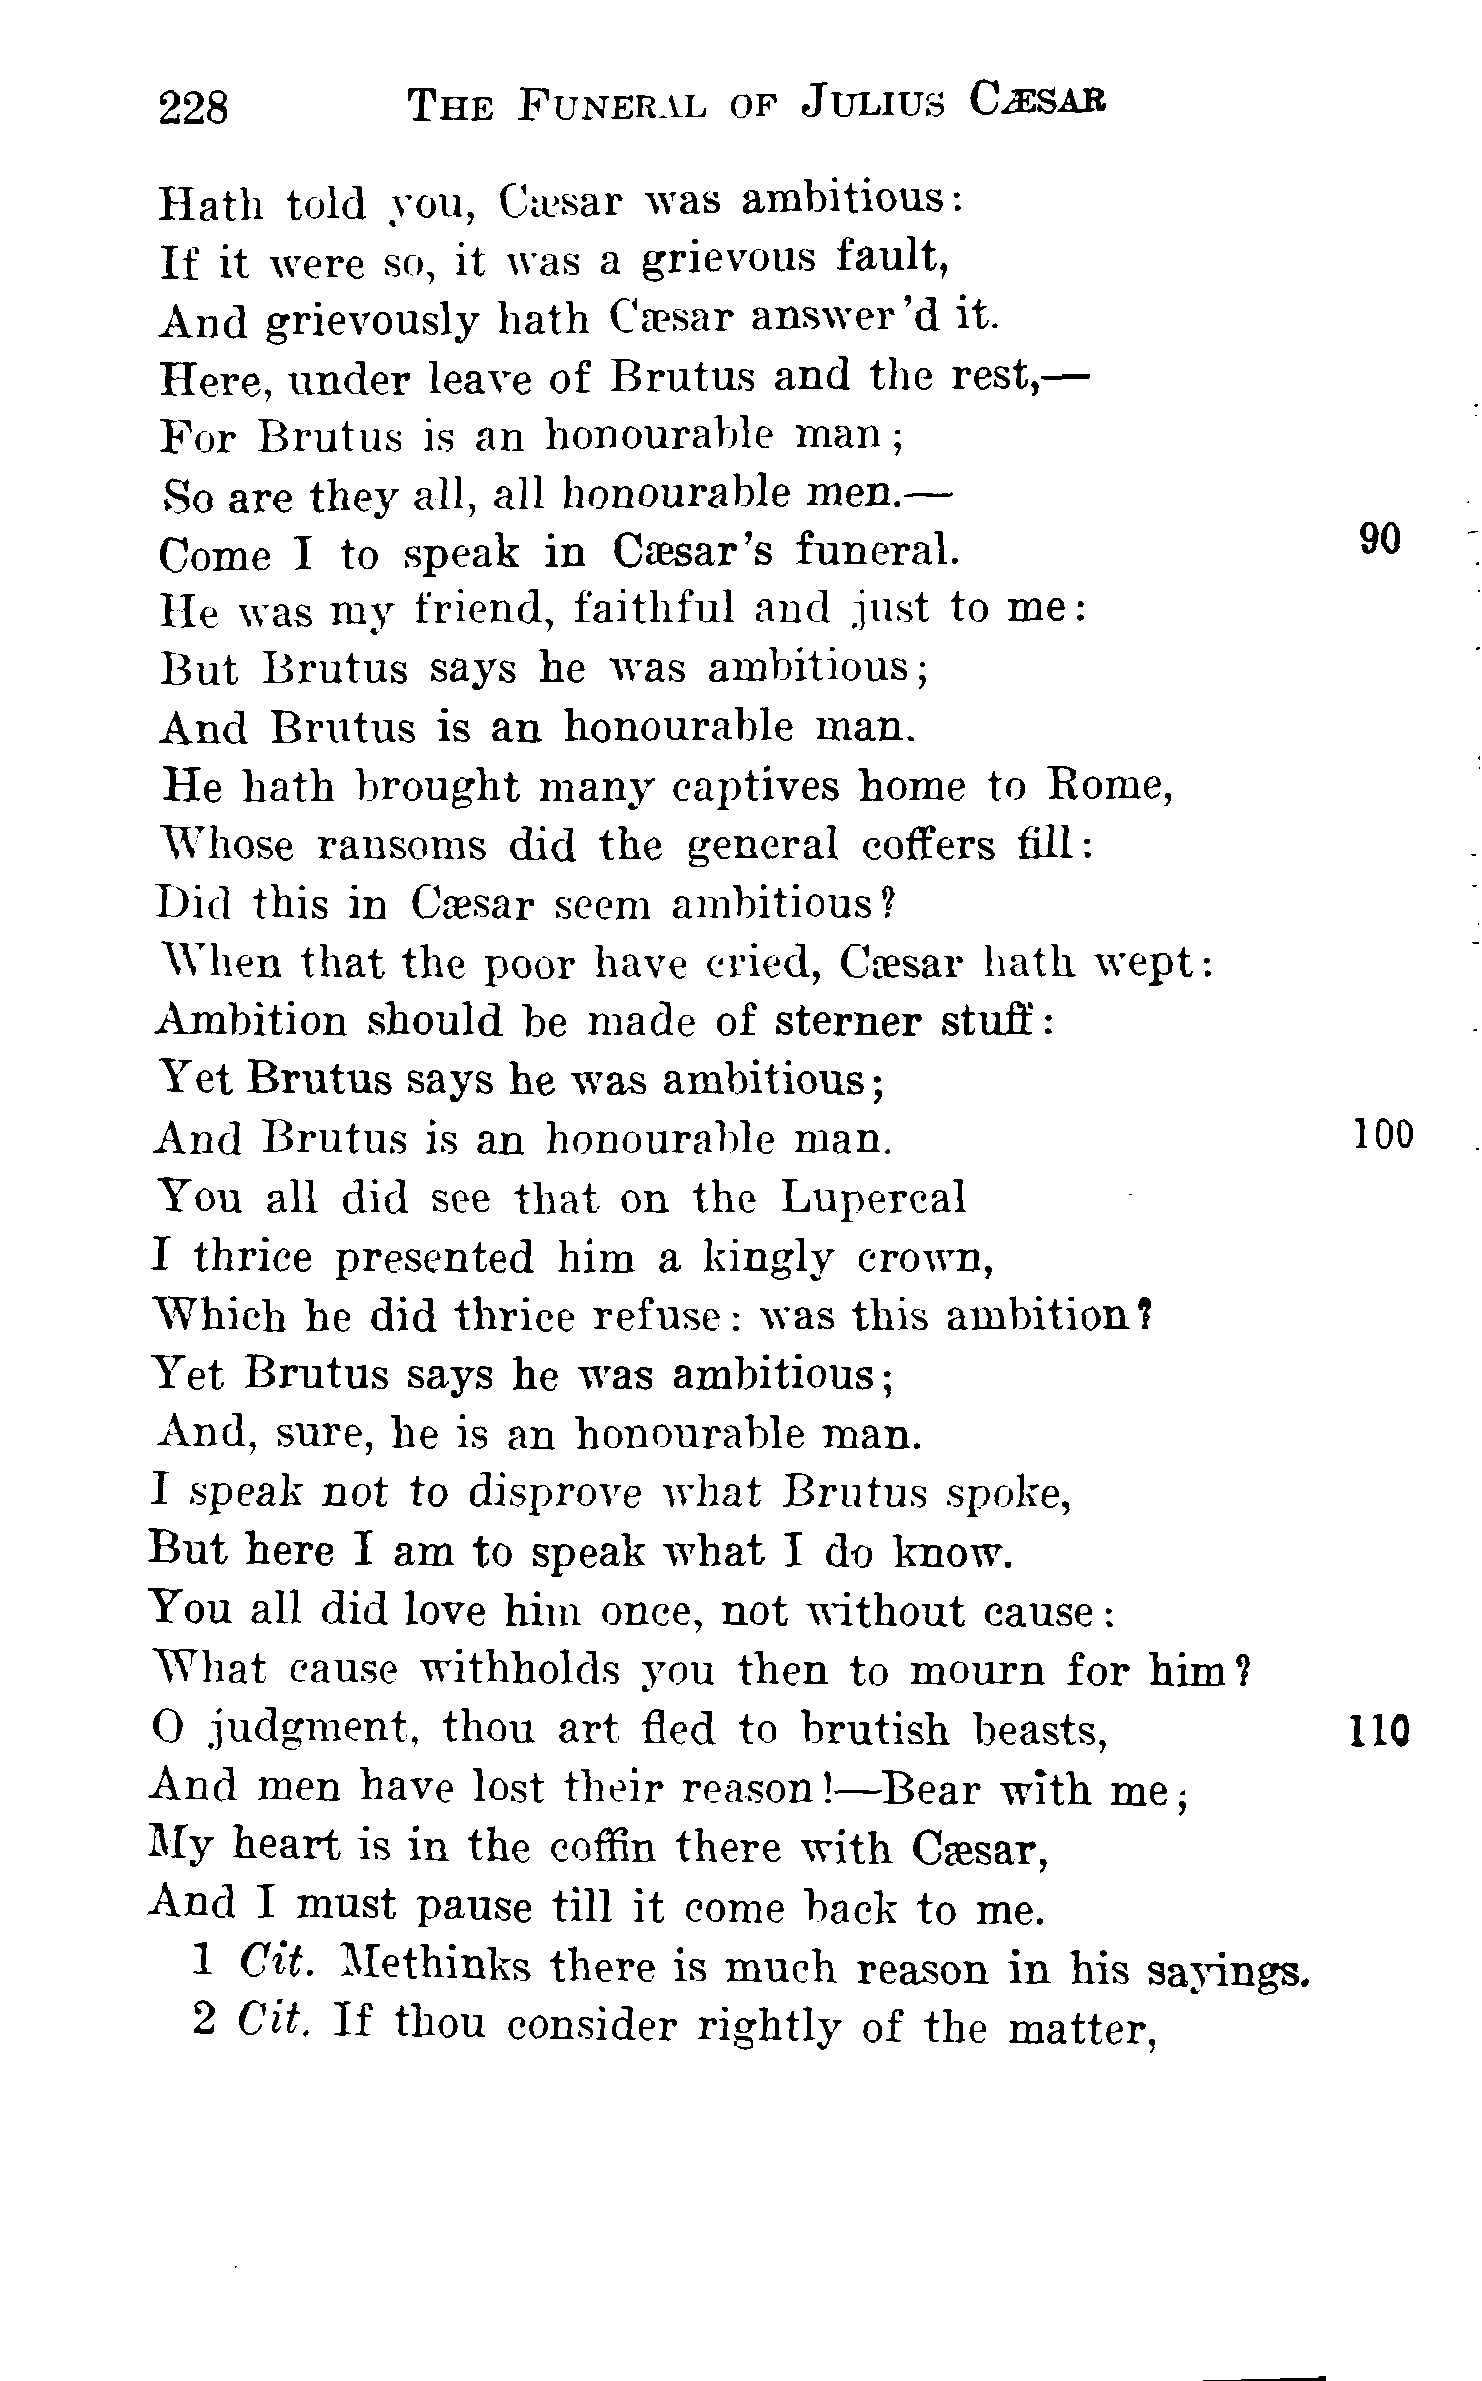 228 THE FUNERAL OF JULIUS CÆSAR
Hath told you, Cæsar was ambitious:
If it were so, it was a grievous fault,
And grievously hath Cæsar answer'd it.
Here, under leave of Brutus and the rest,—
For Brutus is an honourable man;
So are they all, all honourable men.—
Come I to speak in Cæsar's funeral. 90
He was my friend, faithful and just to me:
But Brutus says he was ambitious;
And Brutus is an honourable man.
He hath brought many captives home to Rome,
Whose ransoms did the general coffers fill:
Did this in Cæsar seem ambitious?
When that the poor have cried, Cæsar hath wept:
Ambition should be made of sterner stuff:
Yet Brutus says he was ambitious;
And Brutus is an honourable man. 100
You all did see that on the Lupercal
I thrice presented him a kingly crown,
Which he did thrice refuse: was this ambition?
Yet Brutus says he was ambitious;
And, sure, he is an honourable man.
I speak not to disprove what Brutus spoke,
But here I am to speak what I do know.
You all did love him once, not without cause:
What cause withholds you then to mourn for him?
O judgment, thou art fled to brutish beasts, 110
And men have lost their reason!—Bear with me;
My heart is in the coffin there with Cæsar,
And I must pause till it come back to me.
1 Cit. Methinks there is much reason in his sayings.
2 Cit. If thou consider rightly of the matter,